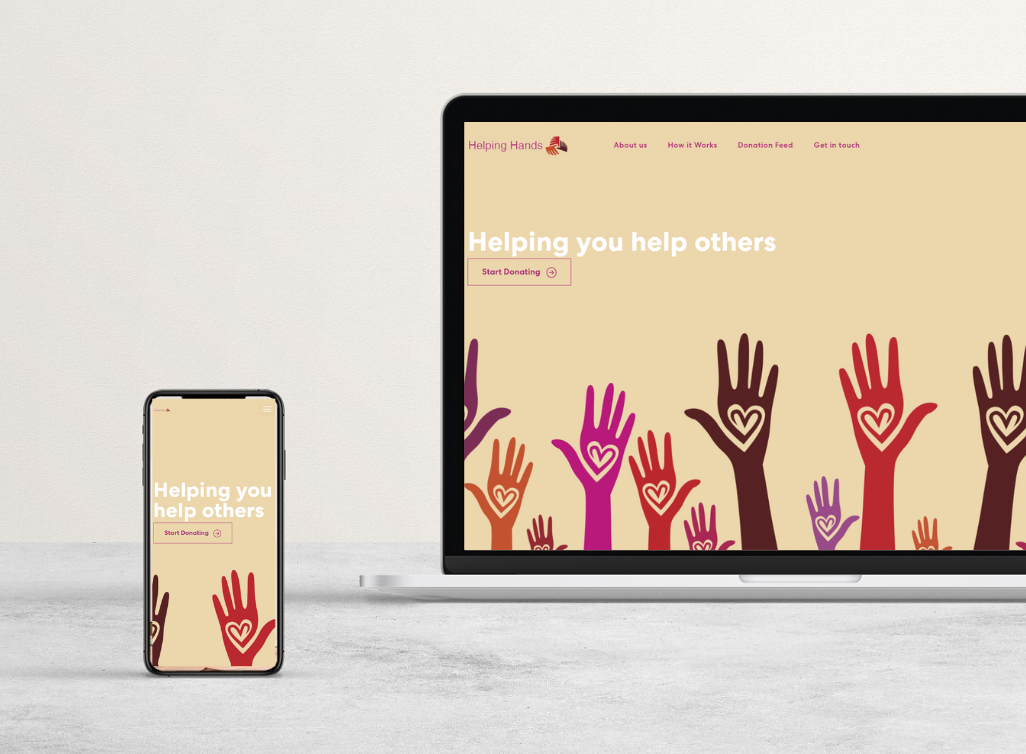 Helping Hands
About us
How it Works
Donation Feed
Get in touch
Helping you help others
Start Donating
Helping you
help others
Start Donating